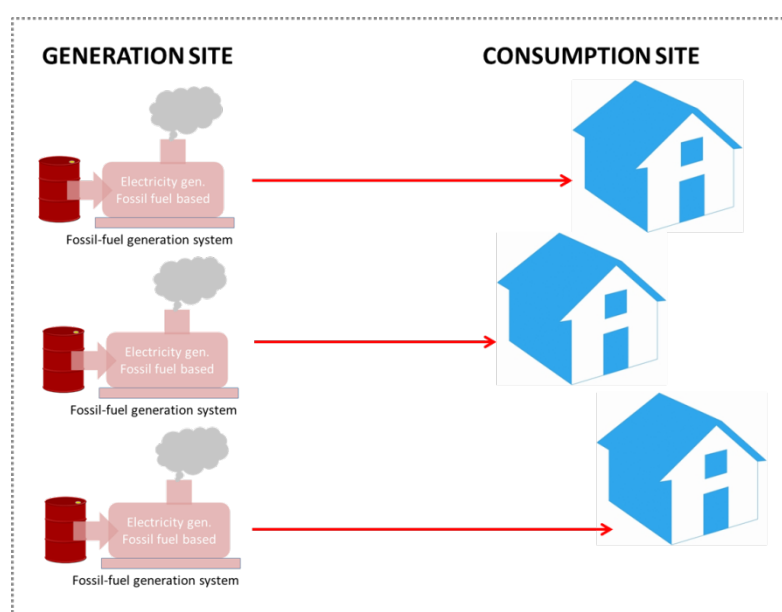 GENERATION SITE
CONSUMPTION SITE
Electricity gen.
Fossil fuel based
Fossil-fuel generation system
Electricity gen.
Fossil fuel based
Fossil-fuel generation system
Electricity gen.
Fossil fuel based
Fossil-fuel generation system